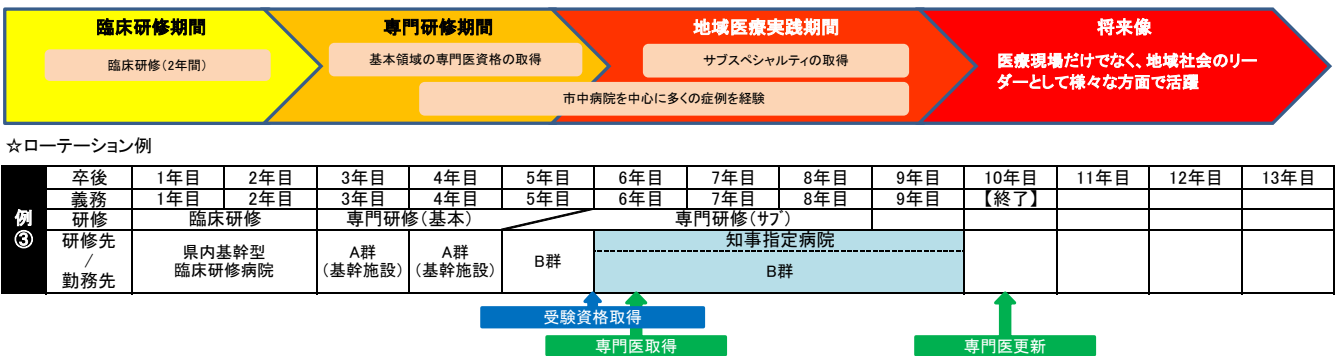 臨床研修期間
専門研修期間
地域医療実践期間
将来像
臨床研修(2年間)
基本領域の専門医資格の取得
サブスペシャルティの取得
医療現場だけでなく、地域社会のリー
ダーとして様々な方面で活躍
市中病院を中心に多くの症例を経験
☆ローテーション例
例③
卒後 1年目 2年目 3年目 4年目 5年目 6年目 7年目 8年目 9年目 10年目 11年目 12年目 13年目
義務 1年目 2年目 3年目 4年目 5年目 6年目 7年目 8年目 9年目 【終了】
研修 臨床研修 専門研修(基本) 専門研修(サブ)
研修先
/
勤務先
県内基幹型
臨床研修病院
A群
(基幹施設)
A群
(基幹施設)
B群
知事指定病院
B群
受験資格取得
専門医取得
専門医更新